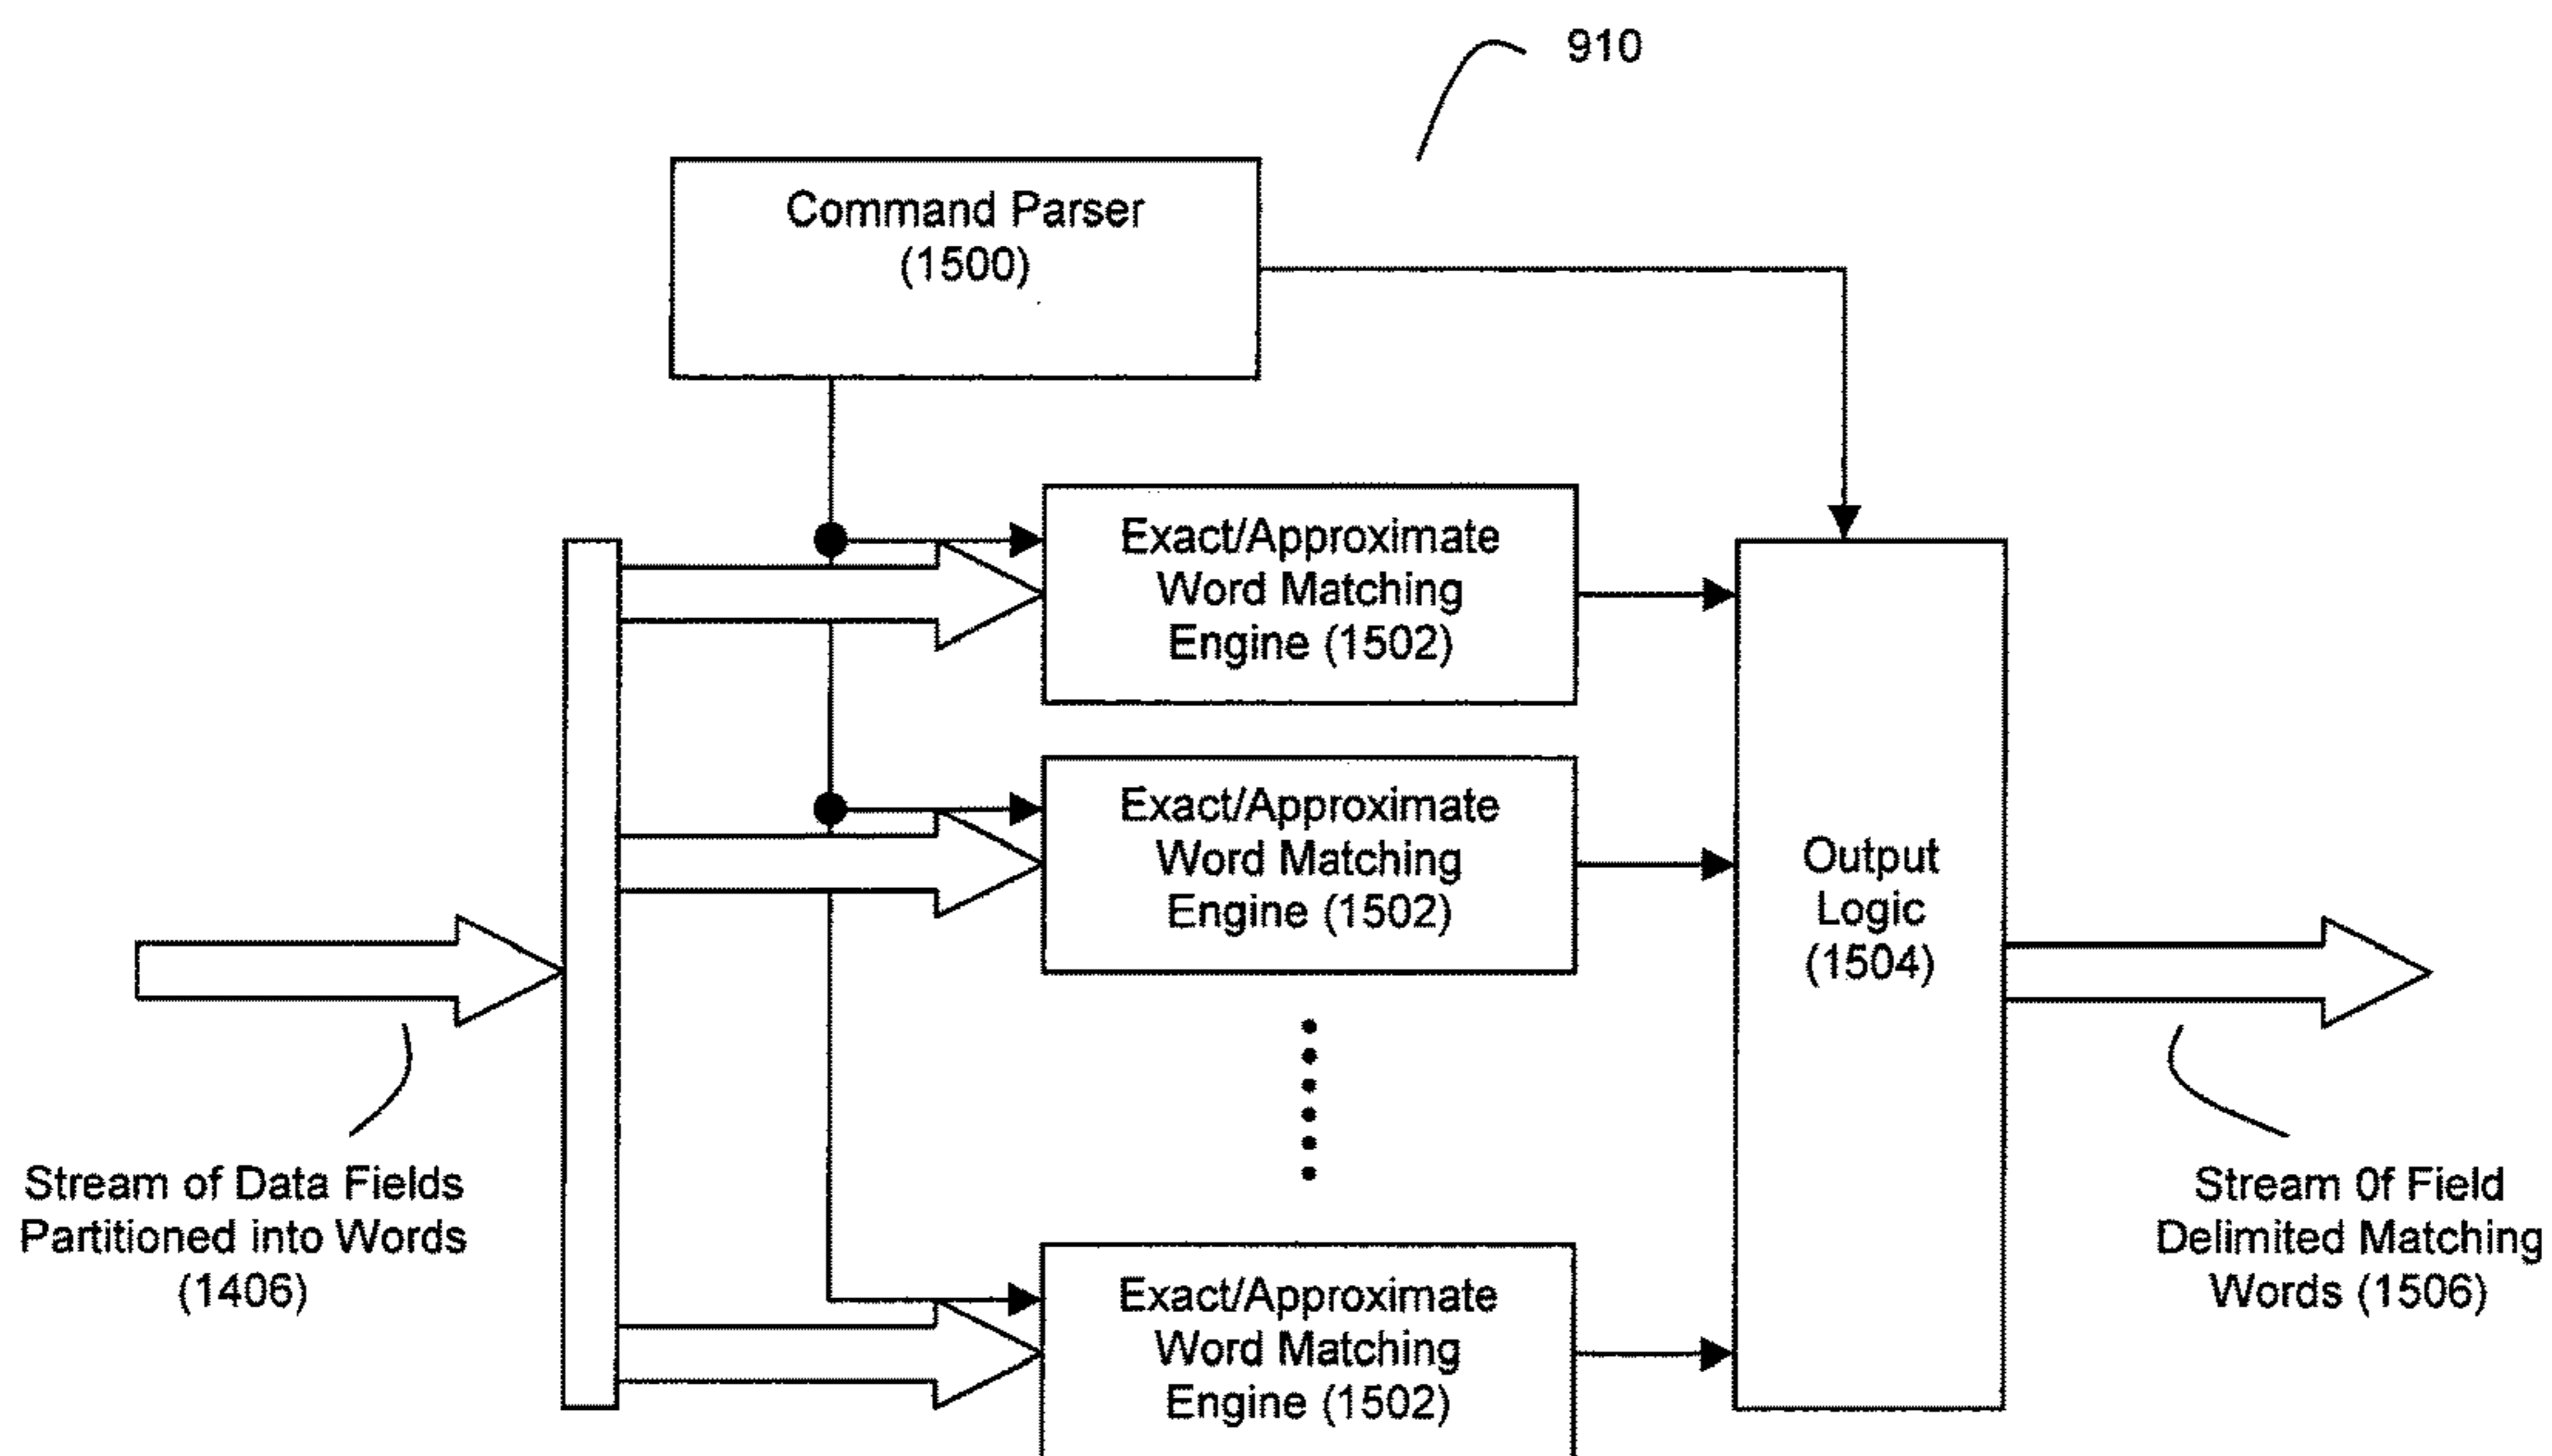 910
Command Parser
(1500)
Exact/Approximate
Word Matching
Engine (1502)
Exact/Approximate
Word Matching
Engine (1502)
Output
Logic
(1504)
Stream of Data Fields
Partitioned into Words
(1406)
Stream 0f Field
Delimited Matching
Words (1506)
Exact/Approximate
Word Matching
Engine (1502)